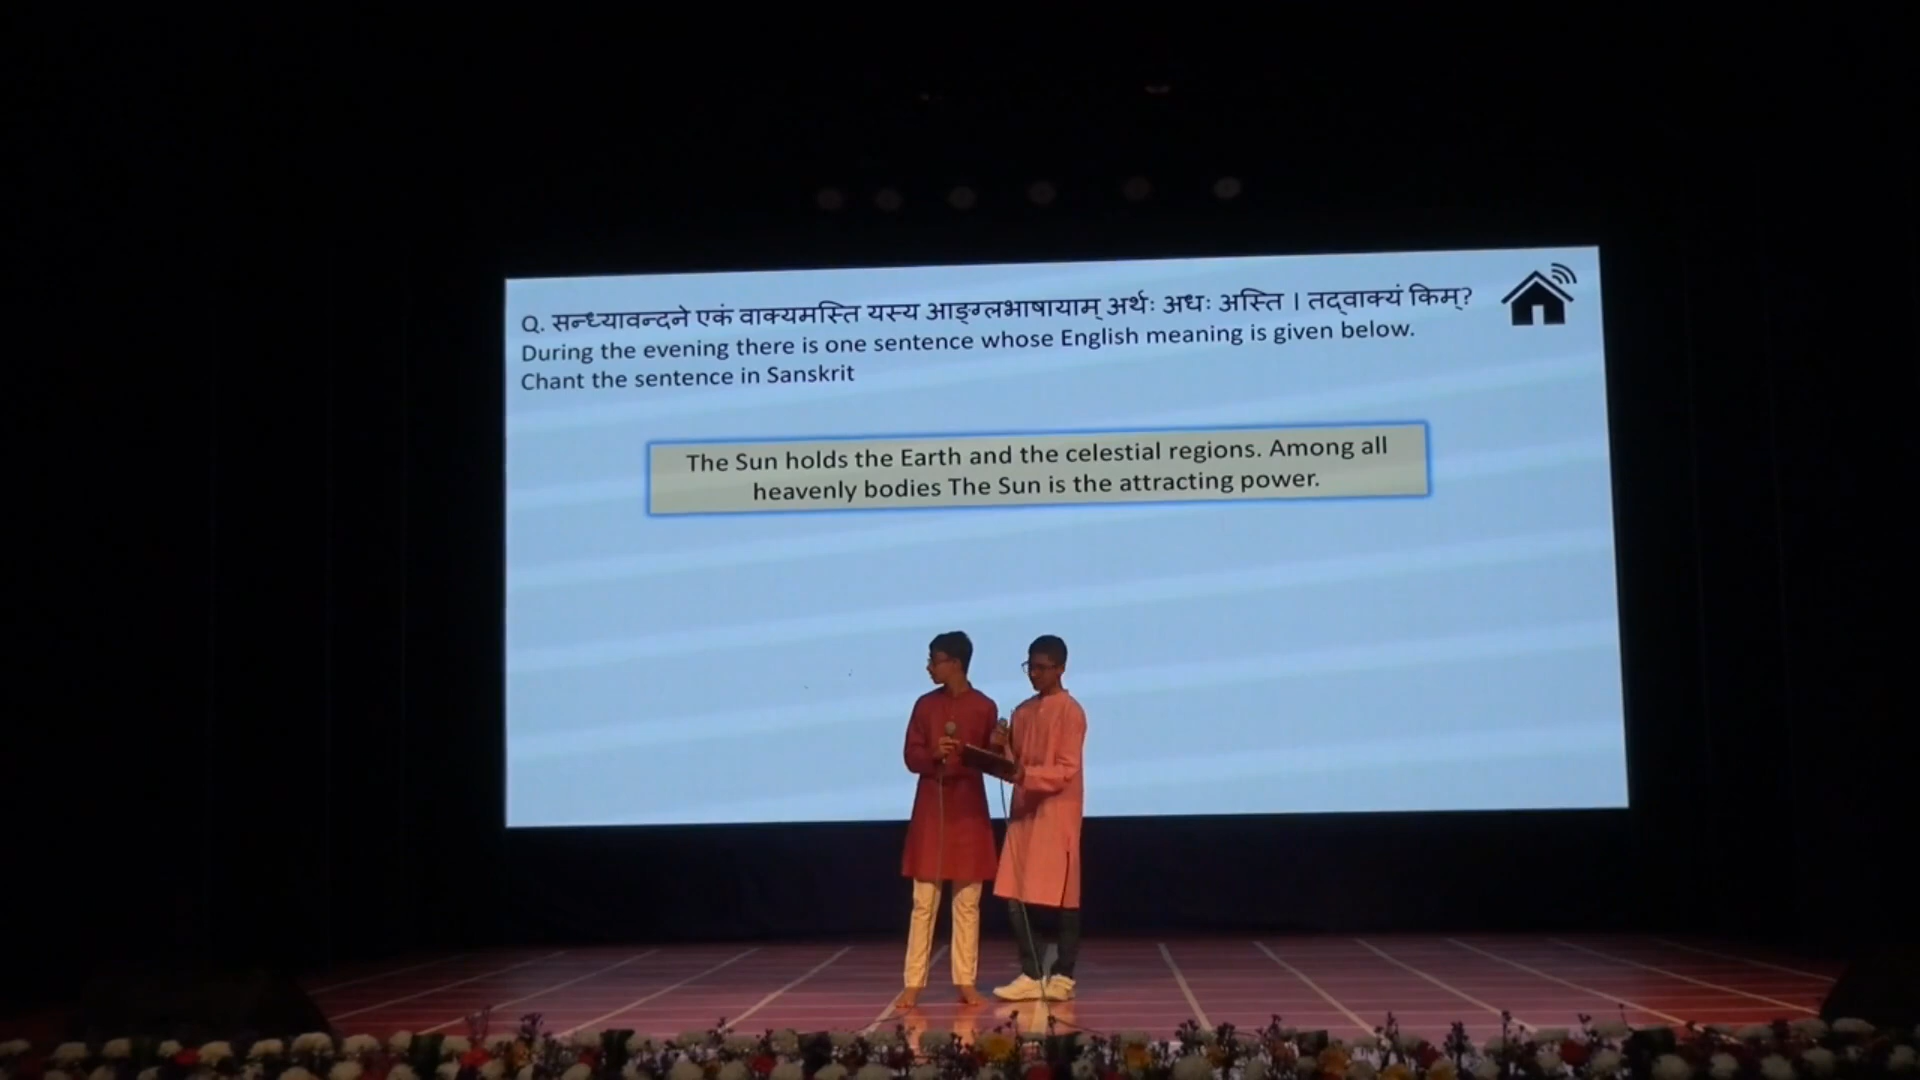 Q. सन्ध्यावन्दने एकं वाक्यमस्ति यस्य आङ्ग्लभाषायाम् अर्थः अधः अस्ति । तद्वाक्यं किम्?
During the evening there is one sentence whose English meaning is given below.
Chant the sentence in Sanskrit
The Sun holds the Earth and the celestial regions. Among all
heavenly bodies The Sun is the attracting power.